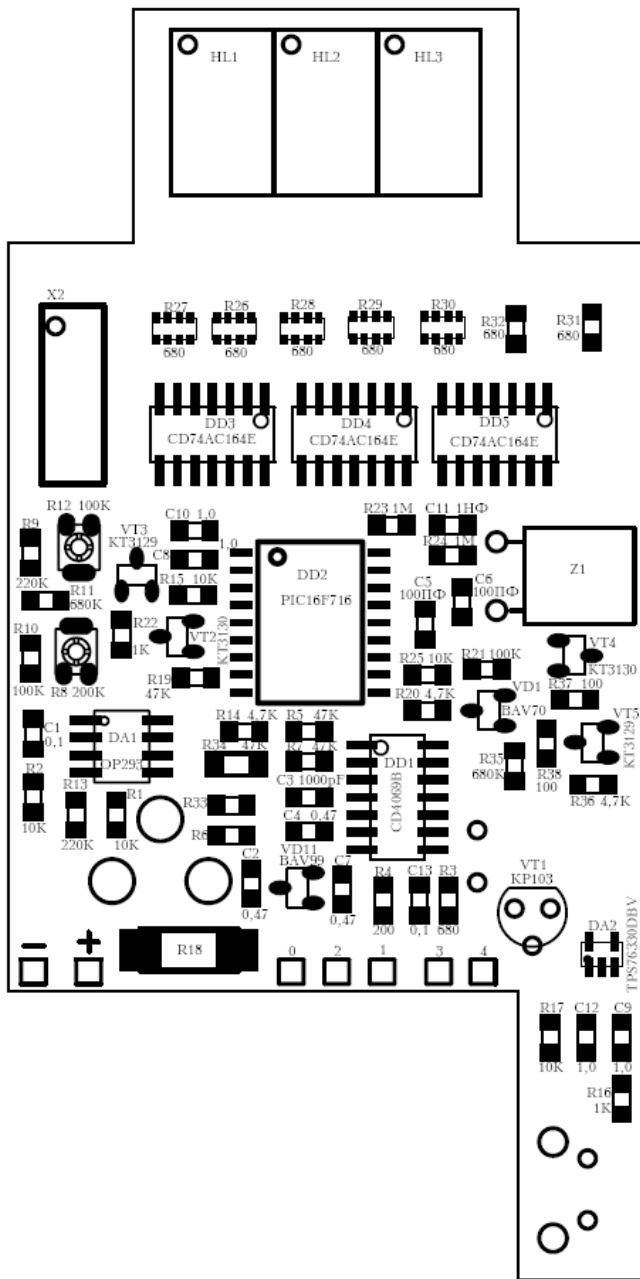 HL1
HL2
HL3
X2
R27
R26
R28
R29
R30
R32
680
R31
680
680
680
680
680
680
DD3
CD74AC164E
DD4
CD74AC164E
DD5
CD74AC164E
R12 100K
R9
220K
R11
680K
VT3
KT3129
C10 1,0
C8
1,0
R15 10K
R23 1M
C11 1НФ
R24 1M
DD2
PIC16F716
C5
100ПФ
C6
100ПФ
Z1
R10
100K
R8 200K
R22
1K
VT2
KT3130
R19
47K
R25 10K
R21 100K
R20 4,7K
VD1
BAV70
VT4
KT3130
R37 100
VT5
KT3129
C1
0,1
DA1
OP293
R14 4,7K
R34 47K
R5 47K
R7 47K
C3 1000pF
C4 0,47
DD1
CD4069B
R35
680K
R38
100
R36 4,7K
R2
10K
R13
220K
R1
10K
R33
R6
C2
0,47
VD11
BAV99
C7
0,47
R4
200
C13
0,1
R3
680
VT1
KP103
DA2
TPS76330DBV
−
+
R18
0
2
1
3
4
R17
10K
C12
1,0
C9
1,0
R16
1K